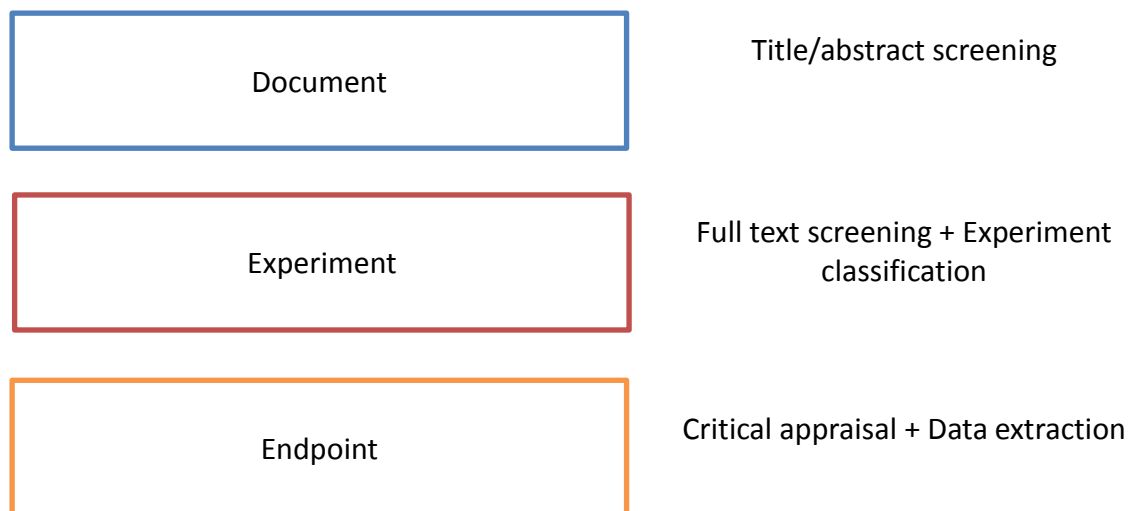 Document
Title/abstract screening
Experiment
Full text screening + Experiment
classification
Endpoint
Critical appraisal + Data extraction